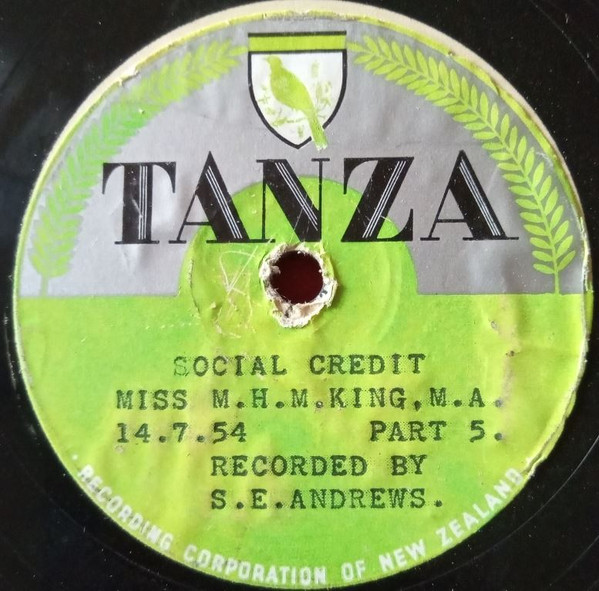 TANZA
SOCIAL CREDIT
MISS M.H.M.KING,M.A.
14.7.54 PART 5.
RECORDED BY
S.E.ANDREWS.
RECORDING CORPORATION OF NEW ZEALAND